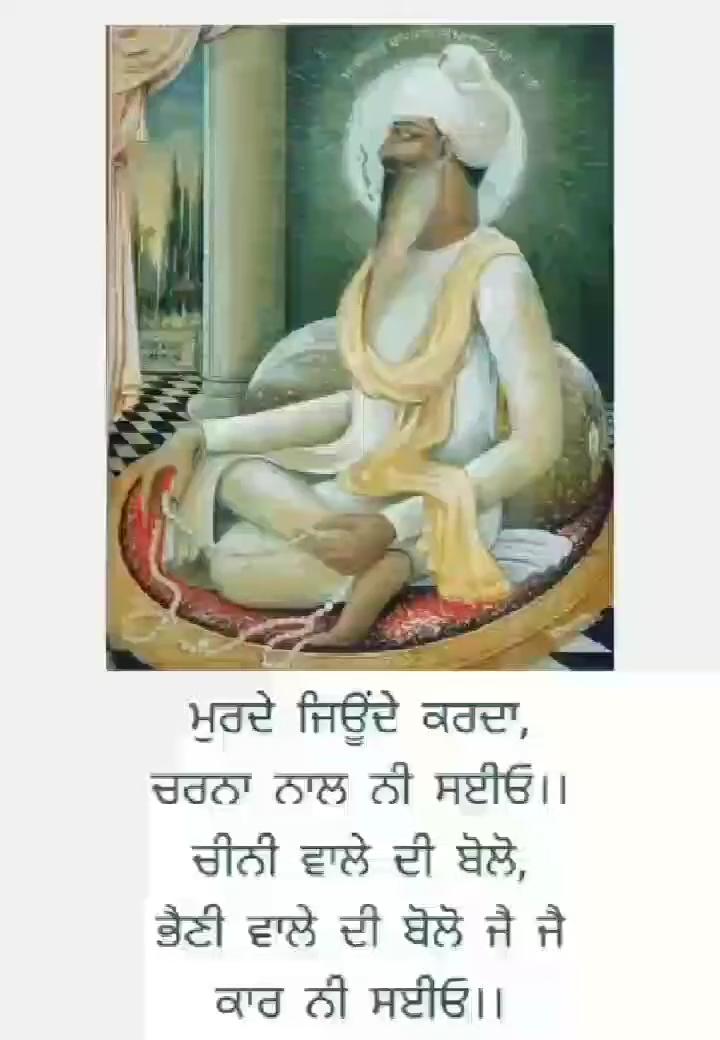 ਮੁਰਦੇ ਜਿਊਂਦੇ ਕਰਦਾ,
ਚਰਨਾ ਨਾਲ ਨੀ ਸਈਓ।।
ਚੀਨੀ ਵਾਲੇ ਦੀ ਬੋਲੋ,
ਭੈਣੀ ਵਾਲੇ ਦੀ ਬੋਲੋ ਜੈ ਜੈ
ਕਾਰ ਨੀ ਸਈਓ।।